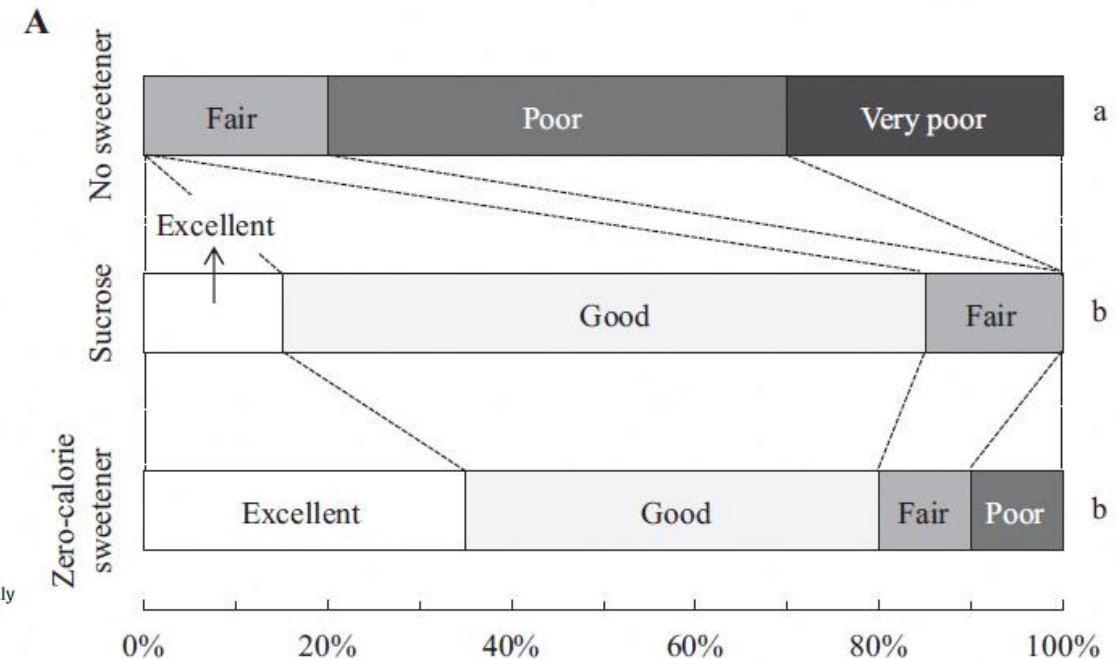 A
No sweetener
Fair
Poor
Very poor
a
Excellent
Sucrose
Good
Fair
b
Zero-calorie
sweetener
Excellent
Good
Fair
Poor
b
ly
0%
20%
40%
60%
80%
100%